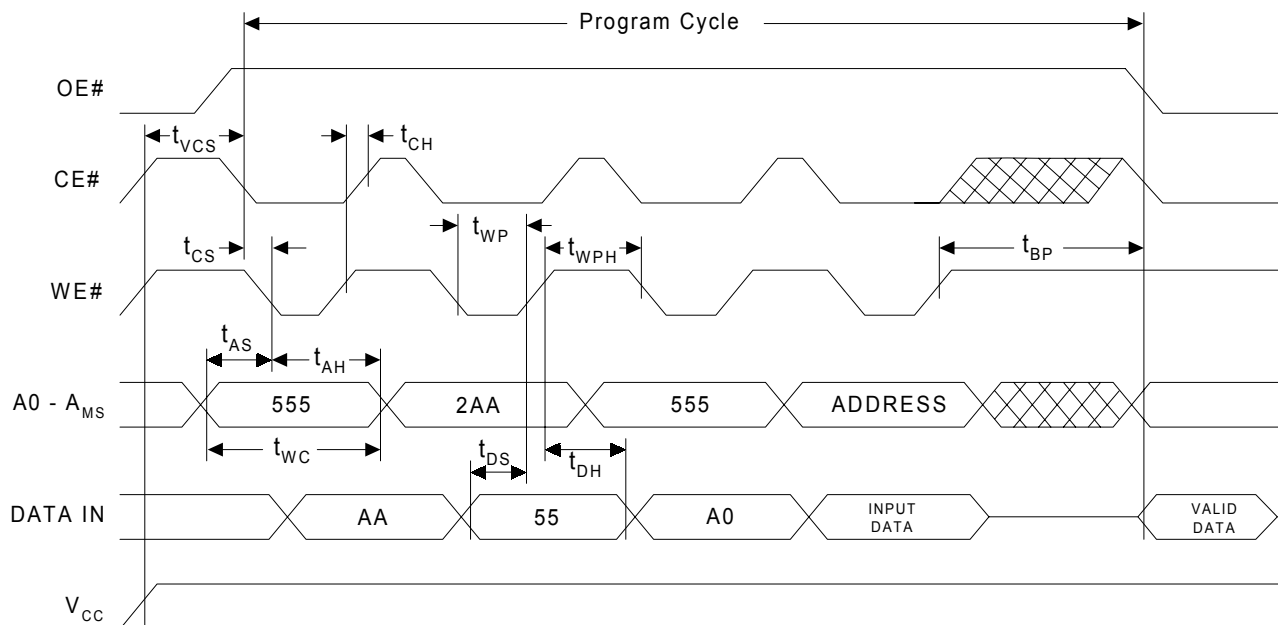 Program Cycle
OE#
tVCS
tCH
CE#
tWP
tCS
tWPH
tBP
WE#
tAS
tAH
A0 - AMS
555
2AA
555
ADDRESS
tWC
tDS
tDH
DATA IN
AA
55
A0
INPUT
DATA
VALID
DATA
VCC